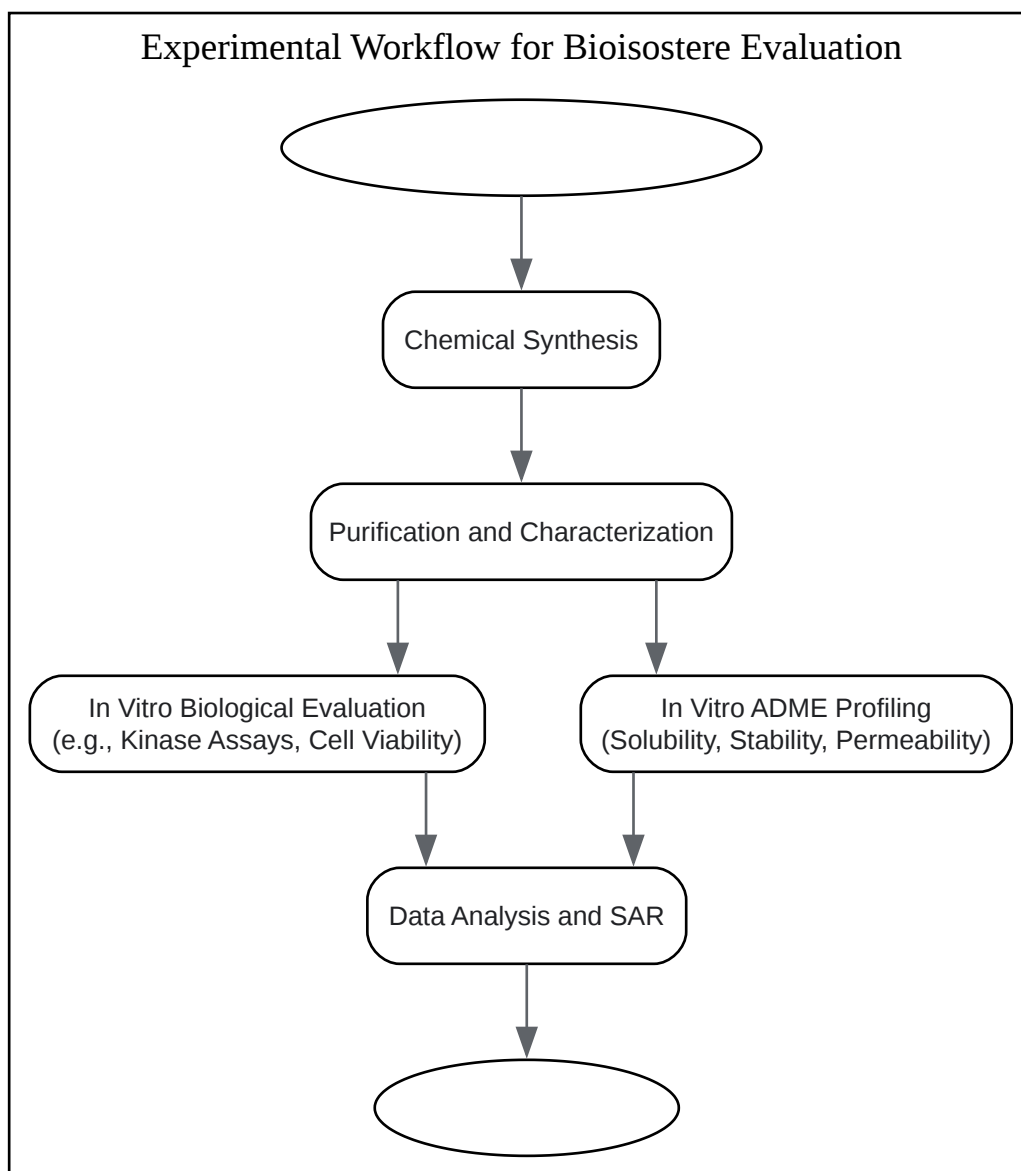 Experimental Workflow for Bioisostere Evaluation
Chemical Synthesis
Purification and Characterization
In Vitro Biological Evaluation
(e.g., Kinase Assays, Cell Viability)
In Vitro ADME Profiling
(Solubility, Stability, Permeability)
Data Analysis and SAR